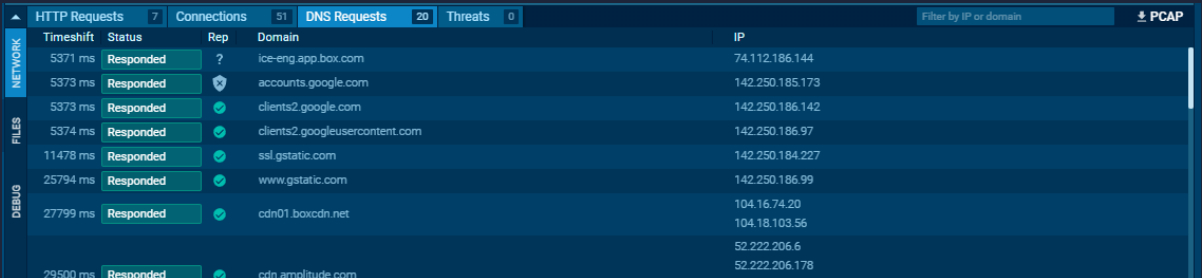 HTTP Requests 7 Connections 51 DNS Requests 20 Threats 0 Filter by IP or domain PCAP
Timeshift Status Rep Domain IP
5371 ms Responded ? ice-eng.app.box.com 74.112.186.144
5373 ms Responded accounts.google.com 142.250.185.173
5373 ms Responded clients2.google.com 142.250.186.142
5374 ms Responded clients2.googleusercontent.com 142.250.186.97
11478 ms Responded ssl.gstatic.com 142.250.184.227
25794 ms Responded www.gstatic.com 142.250.186.99
27799 ms Responded cdn01.boxcdn.net 104.16.74.20
104.18.103.56
52.222.206.6
52.222.206.178
29500 ms Responded cdn.amplitude.com
NETWORK
FILES
DEBUG